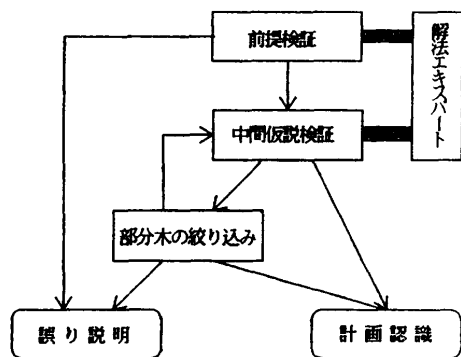 前提検証
解法エキスパート
中間仮説検証
部分木の絞り込み
誤り説明
計画認識